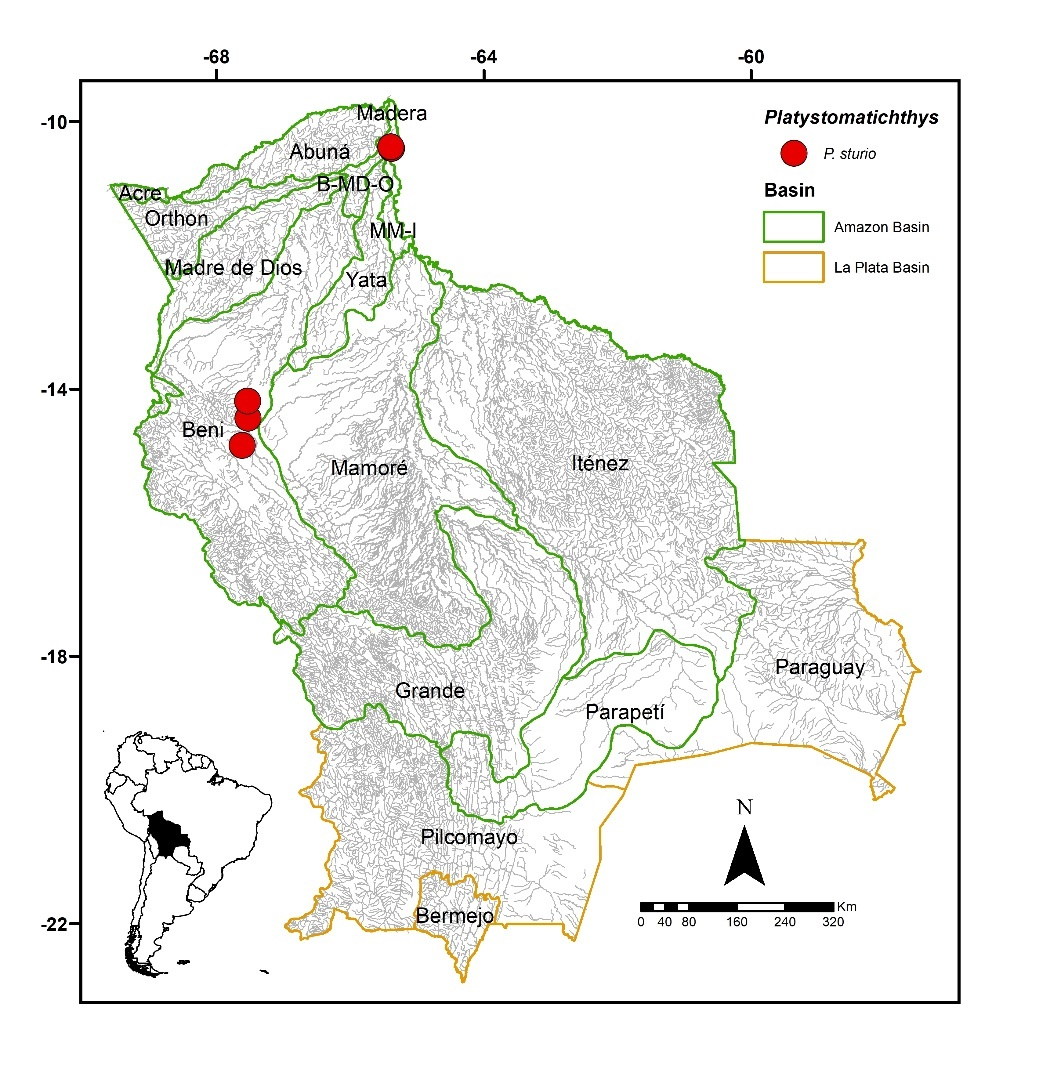 -68
-64
-60
-10
-14
-18
-22
Platystomatichthys
P. sturio
Basin
Amazon Basin
La Plata Basin
Madera
Abuná
B-MD-O
Acre
Orthon
MM-I
Madre de Dios
Yata
Beni
Mamoré
Iténez
Grande
Paraguay
Parapetí
Pilcomayo
Bermejo
N
Km
0 40 80 160 240 320